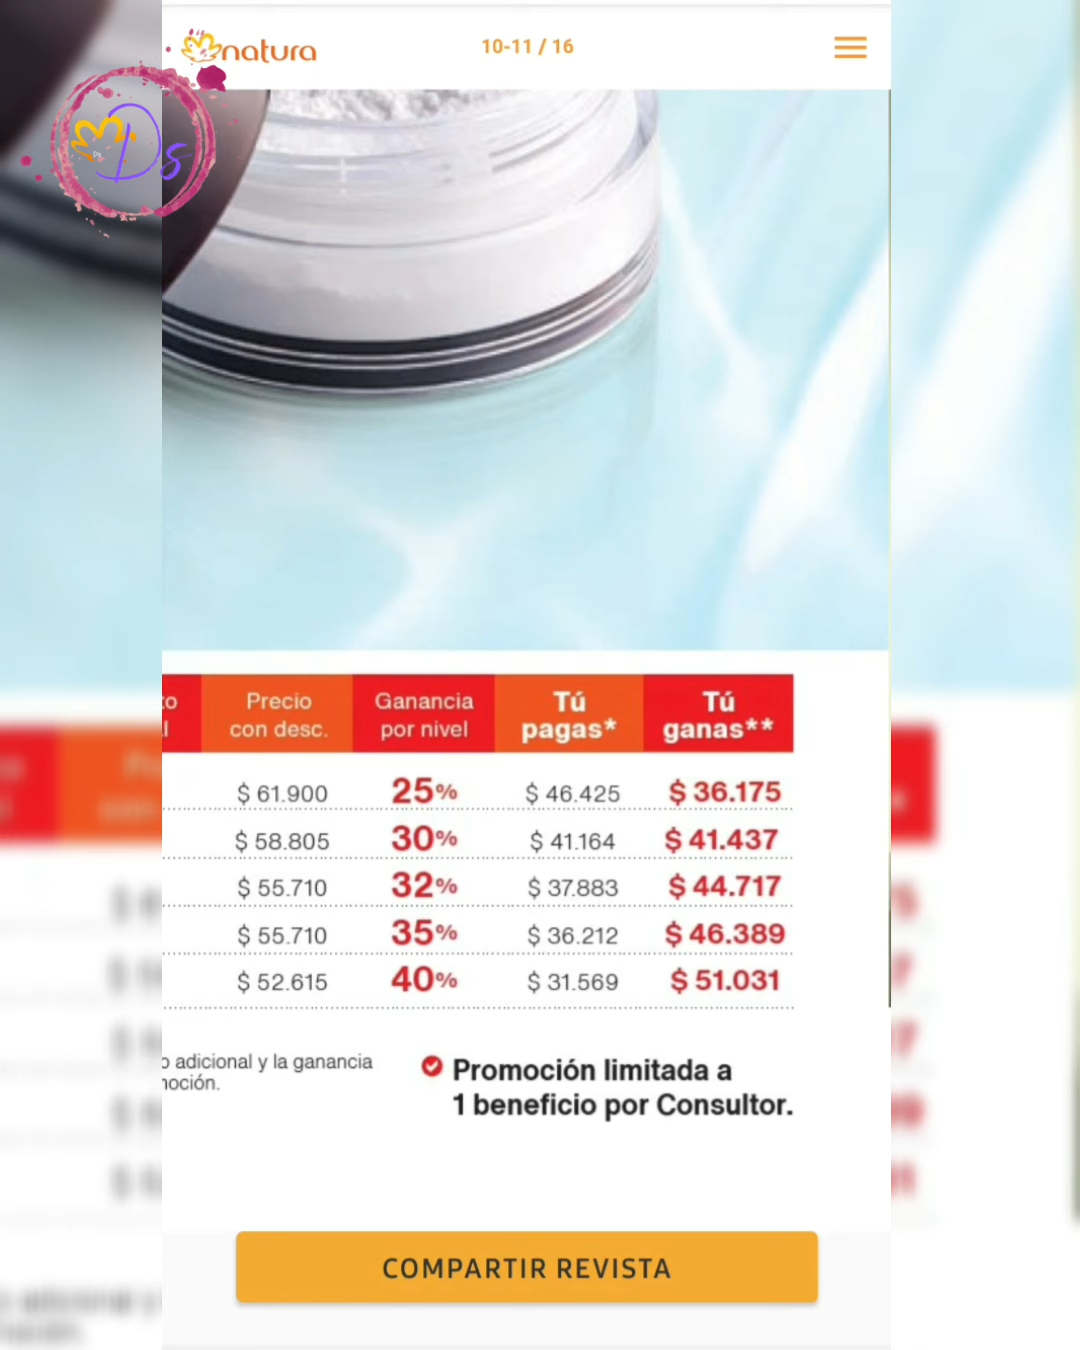 natura
10-11 / 16
Ds
Precio con desc. Ganancia por nivel Tú pagas* Tú ganas**
$ 61.900 25% $ 46.425 $ 36.175
$ 58.805 30% $ 41.164 $ 41.437
$ 55.710 32% $ 37.883 $ 44.717
$ 55.710 35% $ 36.212 $ 46.389
$ 52.615 40% $ 31.569 $ 51.031
adicional y la ganancia
Promoción limitada a
1 beneficio por Consultor.
COMPARTIR REVISTA